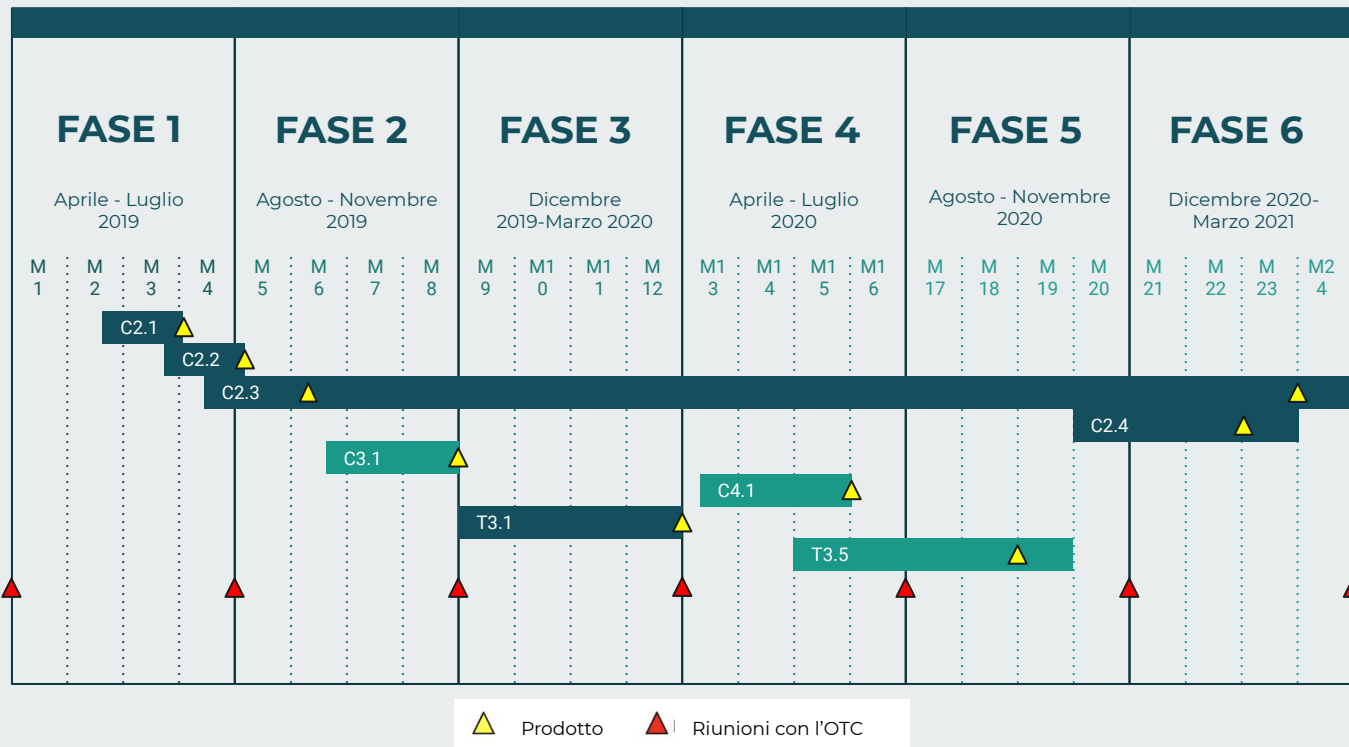 FASE 1
FASE 2
FASE 3
FASE 4
FASE 5
FASE 6
Aprile - Luglio
2019
Agosto - Novembre
2019
Dicembre
2019-Marzo 2020
Aprile - Luglio
2020
Agosto - Novembre
2020
Dicembre 2020-
Marzo 2021
M M M M M M M M M M1 M1 M M1 M1 M1 M1 M M M M M M M M2
1 2 3 4 5 6 7 8 9 0 1 12 3 4 5 6 17 18 19 20 21 22 23 4
C2.1
C2.2
C2.3
C2.4
C3.1
C4.1
T3.1
T3.5
Prodotto
Riunioni con l’OTC